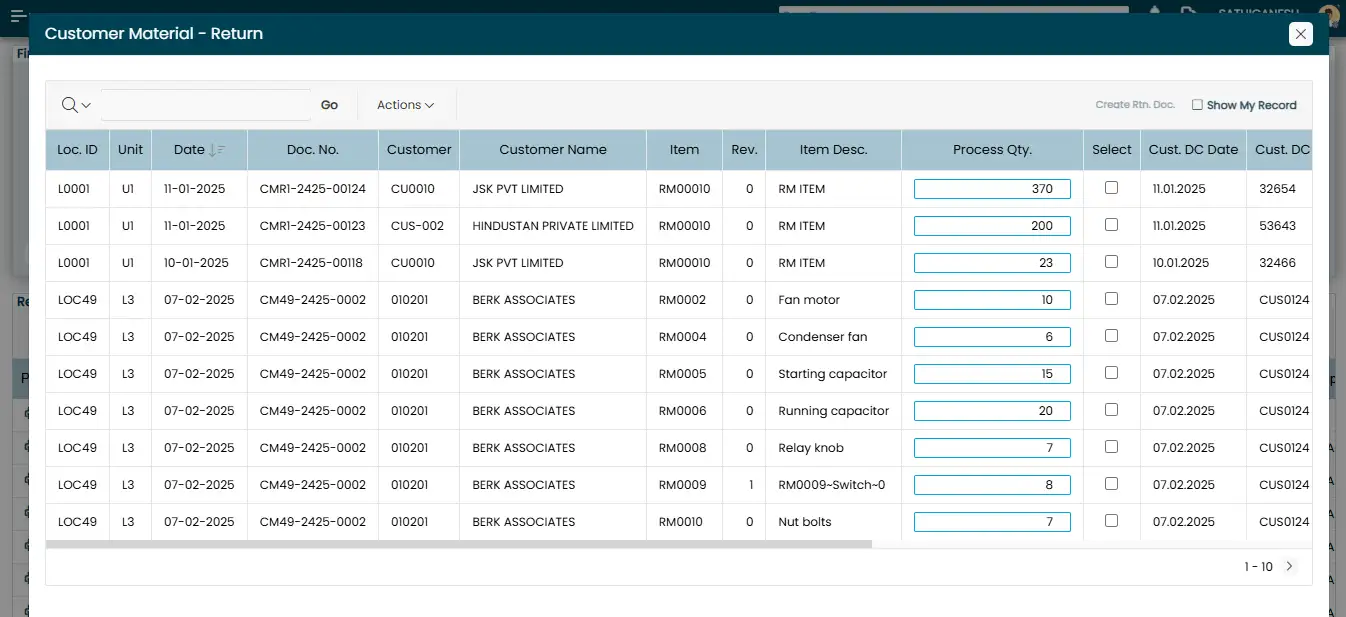 SATHIGANESH
Customer Material - Return
Go Actions Create Rtn. Doc. Show My Record
Loc. ID Unit Date Doc. No. Customer Customer Name Item Rev. Item Desc. Process Qty. Select Cust. DC Date Cust. DC
L0001 U1 11-01-2025 CMR1-2425-00124 CU0010 JSK PVT LIMITED RM00010 0 RM ITEM 370 11.01.2025 32654
L0001 U1 11-01-2025 CMR1-2425-00123 CUS-002 HINDUSTAN PRIVATE LIMITED RM00010 0 RM ITEM 200 11.01.2025 53643
L0001 U1 10-01-2025 CMR1-2425-00118 CU0010 JSK PVT LIMITED RM00010 0 RM ITEM 23 10.01.2025 32466
LOC49 L3 07-02-2025 CM49-2425-0002 010201 BERK ASSOCIATES RM0002 0 Fan motor 10 07.02.2025 CUS0124
LOC49 L3 07-02-2025 CM49-2425-0002 010201 BERK ASSOCIATES RM0004 0 Condenser fan 6 07.02.2025 CUS0124
LOC49 L3 07-02-2025 CM49-2425-0002 010201 BERK ASSOCIATES RM0005 0 Starting capacitor 15 07.02.2025 CUS0124
LOC49 L3 07-02-2025 CM49-2425-0002 010201 BERK ASSOCIATES RM0006 0 Running capacitor 20 07.02.2025 CUS0124
LOC49 L3 07-02-2025 CM49-2425-0002 010201 BERK ASSOCIATES RM0008 0 Relay knob 7 07.02.2025 CUS0124
LOC49 L3 07-02-2025 CM49-2425-0002 010201 BERK ASSOCIATES RM0009 1 RM0009~Switch~0 8 07.02.2025 CUS0124
LOC49 L3 07-02-2025 CM49-2425-0002 010201 BERK ASSOCIATES RM0010 0 Nut bolts 7 07.02.2025 CUS0124
1 - 10